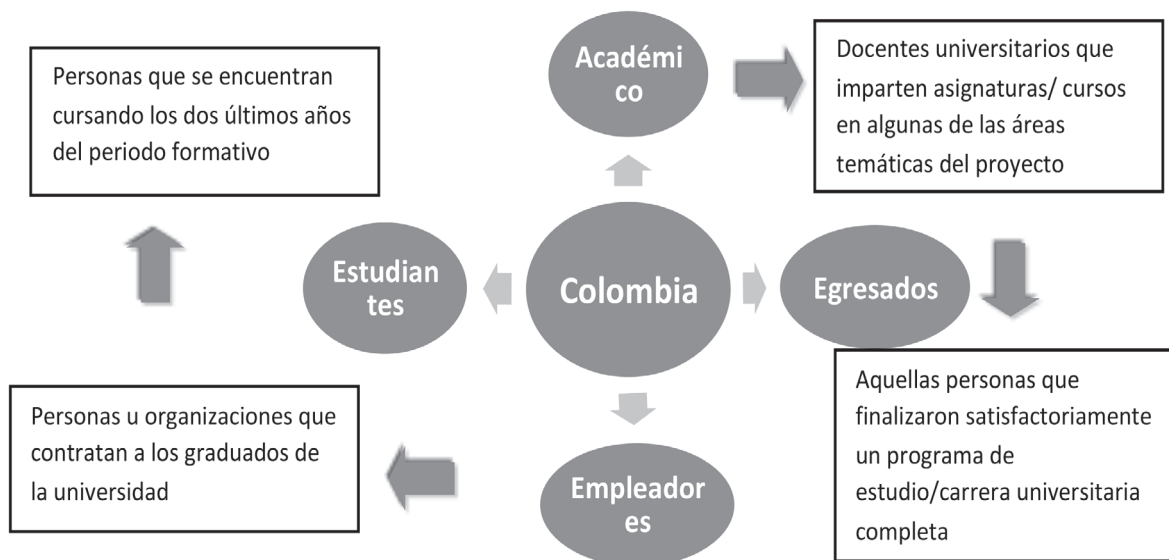 Académi
co
Docentes universitarios que
imparten asignaturas/ cursos
en algunas de las áreas
temáticas del proyecto
Personas que se encuentran
cursando los dos últimos años
del periodo formativo
Estudian
tes
Colombia
Egresados
Aquellas personas que
finalizaron satisfactoriamente
un programa de
estudio/carrera universitaria
completa
Personas u organizaciones que
contratan a los graduados de
la universidad
Empleador
es